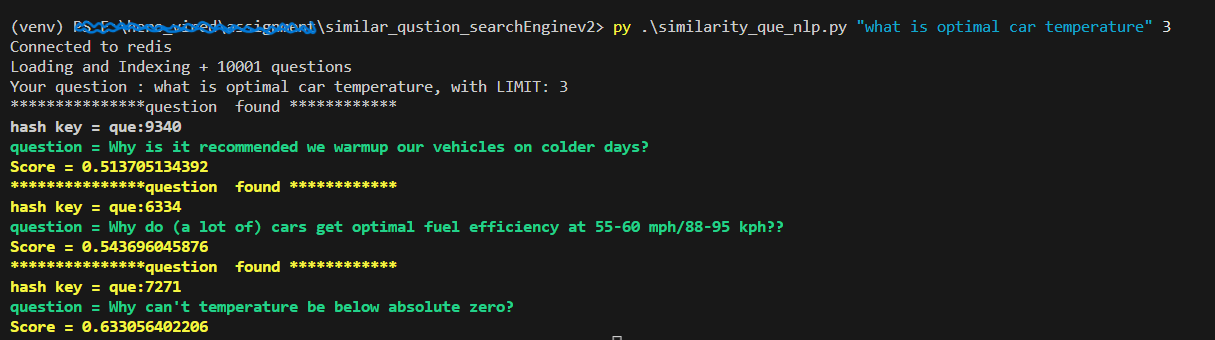 (venv) \similar_qustion_searchEnginev2> py .\similarity_que_nlp.py "what is optimal car temperature" 3
Connected to redis
Loading and Indexing + 10001 questions
Your question : what is optimal car temperature, with LIMIT: 3
***************question  found ************
hash key = que:9340
question = Why is it recommended we warmup our vehicles on colder days?
Score = 0.513705134392
***************question  found ************
hash key = que:6334
question = Why do (a lot of) cars get optimal fuel efficiency at 55-60 mph/88-95 kph??
Score = 0.543696045876
***************question  found ************
hash key = que:7271
question = Why can't temperature be below absolute zero?
Score = 0.633056402206